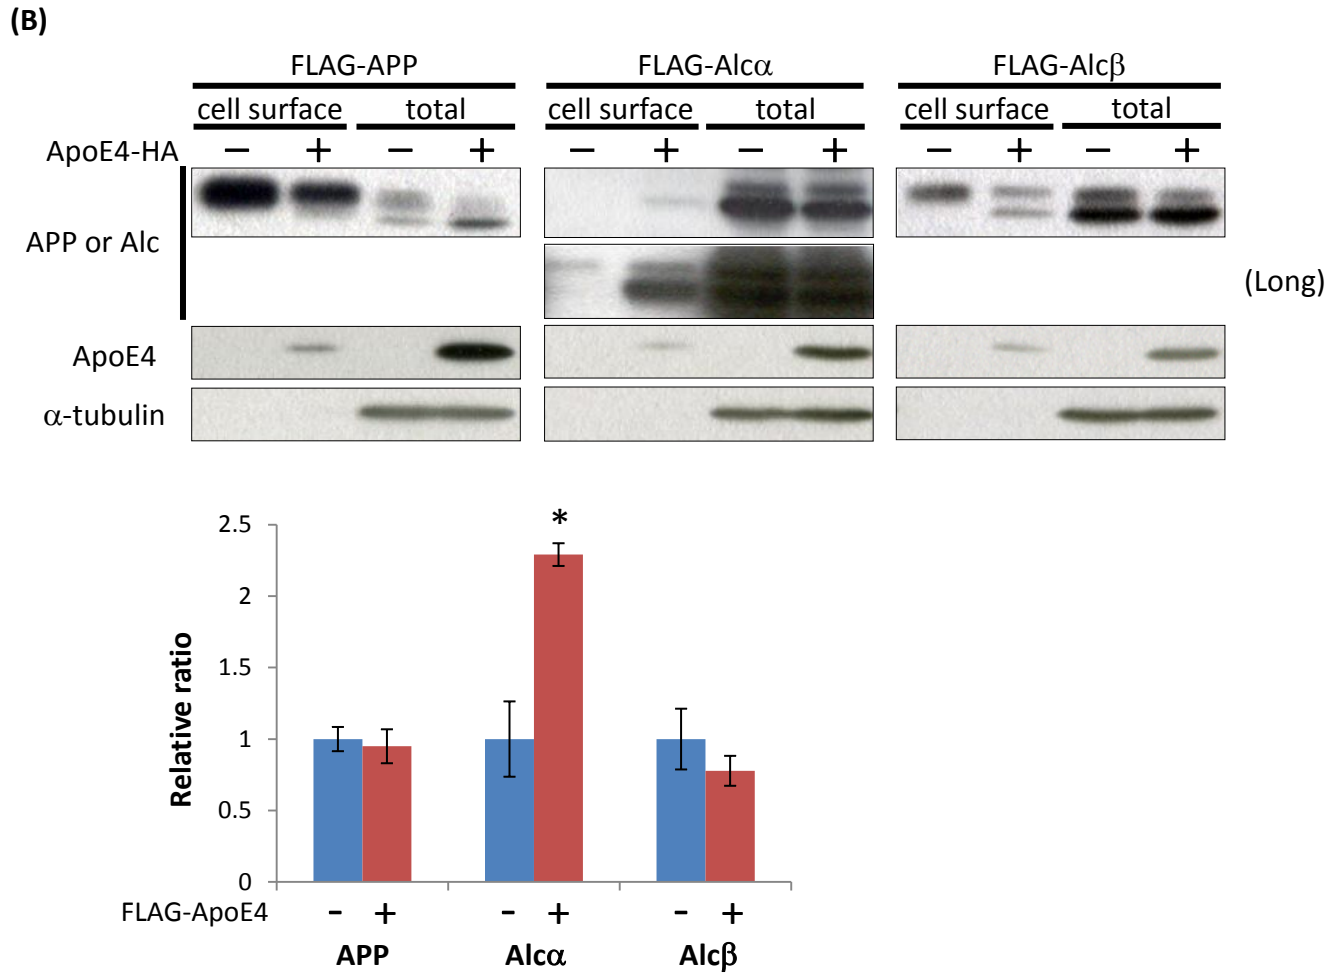 (B)
FLAG-APP FLAG-Alcα FLAG-Alcβ
cell surface total cell surface total cell surface total
ApoE4-HA − + − + − + − + − + − +
APP or Alc
(Long)
ApoE4
α-tubulin
2.5
*
2
1.5
1
0.5
0
Relative ratio
FLAG-ApoE4 - + - + - +
APP Alcα Alcβ